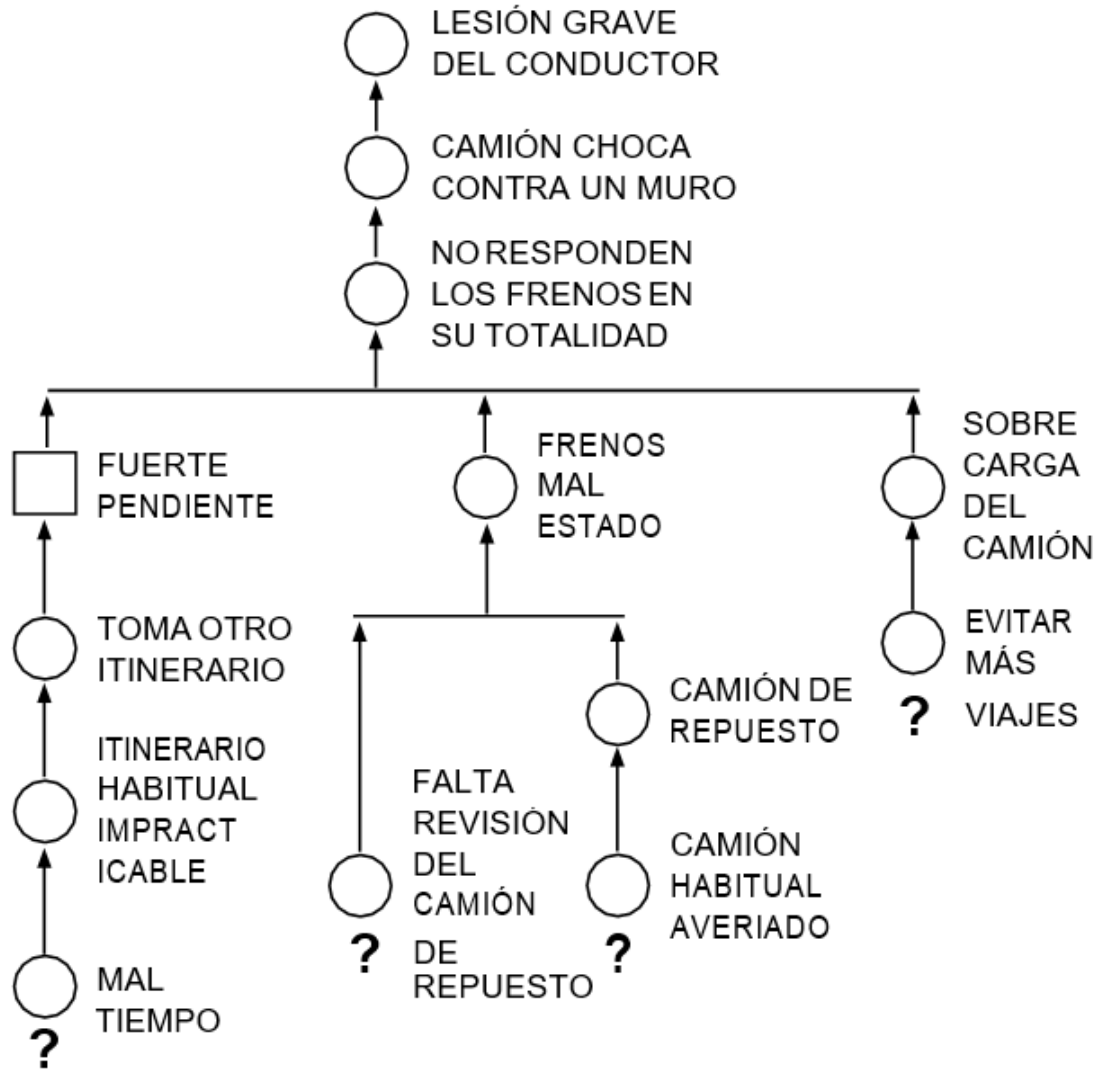 LESIÓN GRAVE
DEL CONDUCTOR
CAMIÓN CHOCA
CONTRA UN MURO
NO RESPONDEN
LOS FRENOS EN
SU TOTALIDAD
FUERTE
PENDIENTE
TOMA OTRO
ITINERARIO
ITINERARIO
HABITUAL
IMPRACT
ICABLE
MAL
TIEMPO
?
FRENOS
MAL
ESTADO
FALTA
REVISIÓN
DEL
CAMIÓN
DE
REPUESTO
?
CAMIÓN DE
REPUESTO
CAMIÓN
HABITUAL
AVERIADO
?
SOBRE
CARGA
DEL
CAMIÓN
EVITAR
MÁS
VIAJES
?